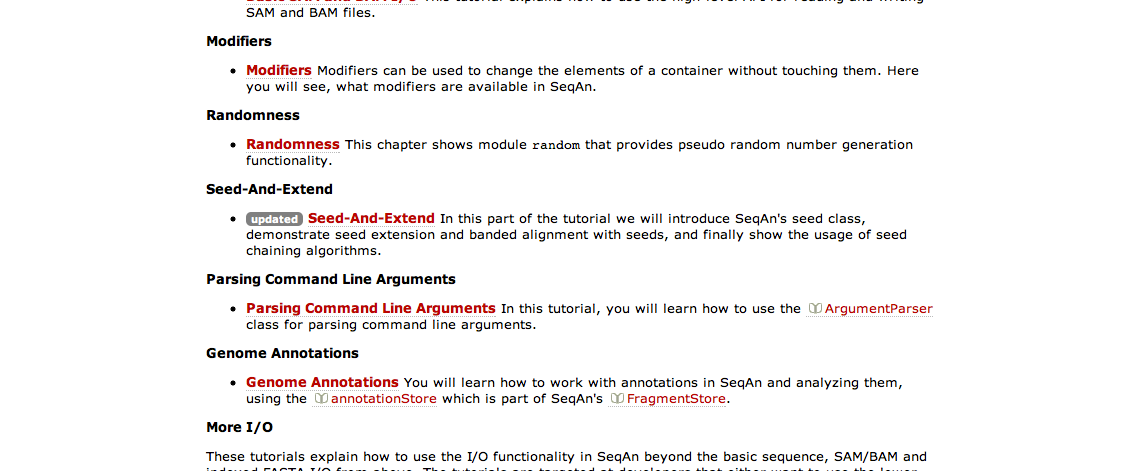 SAM and BAM files.
Modifiers
Modifiers Modifiers can be used to change the elements of a container without touching them. Here
you will see, what modifiers are available in SeqAn.
Randomness
Randomness This chapter shows module random that provides pseudo random number generation
functionality.
Seed-And-Extend
updated Seed-And-Extend In this part of the tutorial we will introduce SeqAn's seed class,
demonstrate seed extension and banded alignment with seeds, and finally show the usage of seed
chaining algorithms.
Parsing Command Line Arguments
Parsing Command Line Arguments In this tutorial, you will learn how to use the ArgumentParser
class for parsing command line arguments.
Genome Annotations
Genome Annotations You will learn how to work with annotations in SeqAn and analyzing them,
using the annotationStore which is part of SeqAn's FragmentStore.
More I/O
These tutorials explain how to use the I/O functionality in SeqAn beyond the basic sequence, SAM/BAM and